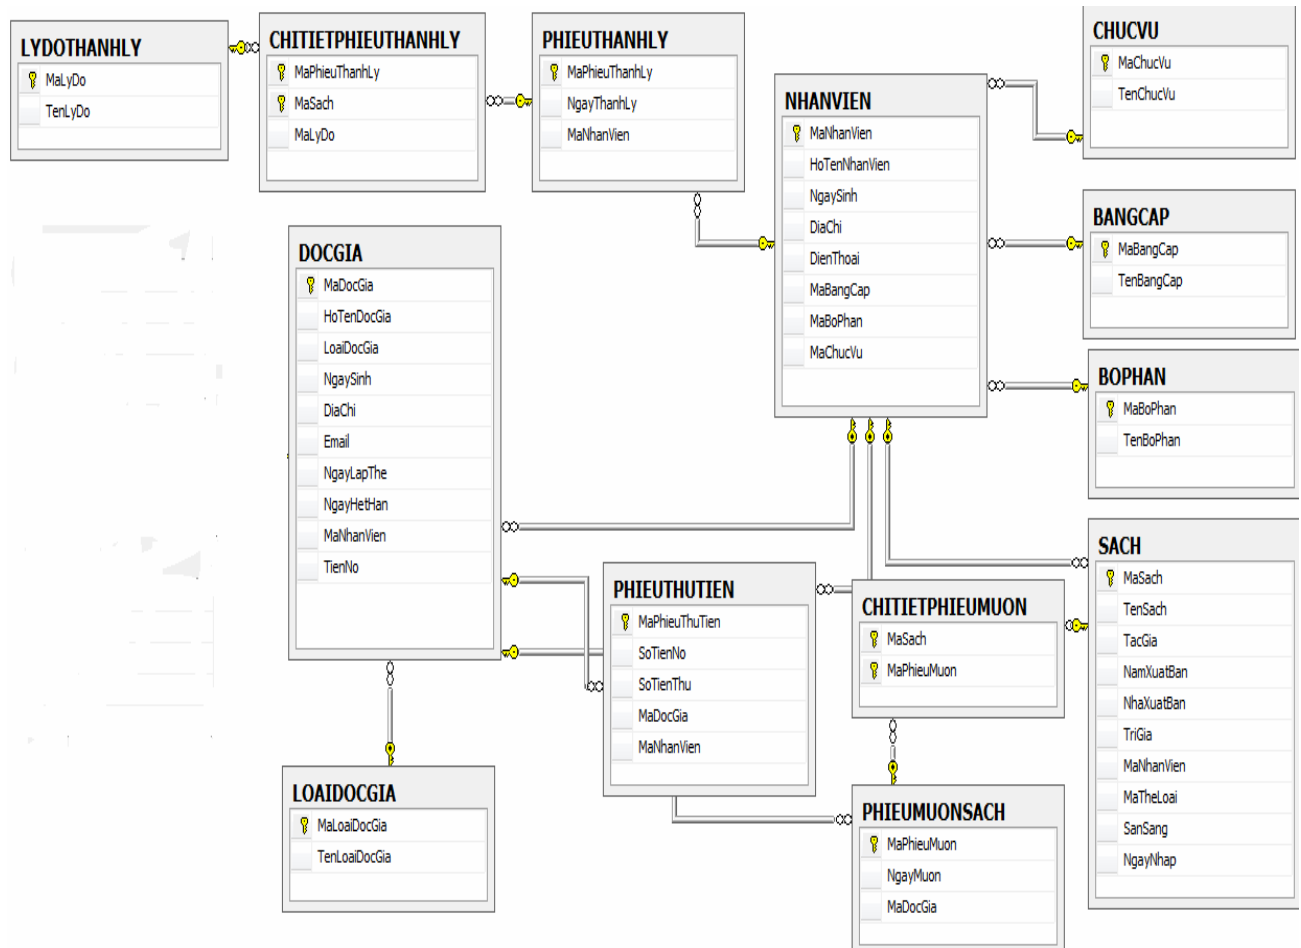 LYDOTHANHLY
MaLyDo
TenLyDo
CHITIETPHIEUTHANHLY
MaPhieuThanhLy
MaSach
MaLyDo
PHIEUTHANHLY
MaPhieuThanhLy
NgayThanhLy
MaNhanVien
NHANVIEN
MaNhanVien
HoTenNhanVien
NgaySinh
DiaChi
DienThoai
MaBangCap
MaBoPhan
MaChucVu
CHUCVU
MaChucVu
TenChucVu
BANGCAP
MaBangCap
TenBangCap
BOPHAN
MaBoPhan
TenBoPhan
DOCGIA
MaDocGia
HoTenDocGia
LoaiDocGia
NgaySinh
DiaChi
Email
NgayLapThe
NgayHetHan
MaNhanVien
TienNo
PHIEUTHUTIEN
MaPhieuThuTien
SoTienNo
SoTienThu
MaDocGia
MaNhanVien
CHITIETPHIEUMUON
MaSach
MaPhieuMuon
SACH
MaSach
TenSach
TacGia
NamXuatBan
NhaXuatBan
TriGia
MaNhanVien
MaTheLoai
SanSang
NgayNhap
LOAIDOCGIA
MaLoaiDocGia
TenLoaiDocGia
PHIEUMUONSACH
MaPhieuMuon
NgayMuon
MaDocGia